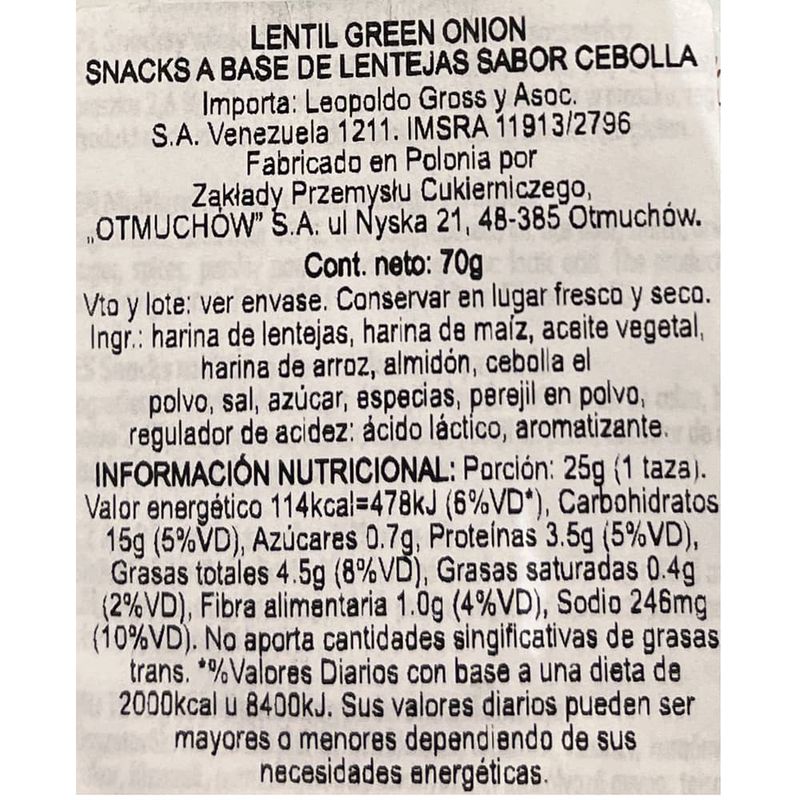 LENTIL GREEN ONION
SNACKS A BASE DE LENTEJAS SABOR CEBOLLA
Importa: Leopoldo Gross y Asoc.
S.A. Venezuela 1211. IMSRA 11913/2796
Fabricado en Polonia por
Zakłady Przemysłu Cukierniczego,
„OTMUCHÓW” S.A. ul Nyska 21, 48-385 Otmuchów.
Cont. neto: 70g
Vto y lote: ver envase. Conservar en lugar fresco y seco.
Ingr.: harina de lentejas, harina de maíz, aceite vegetal,
harina de arroz, almidón, cebolla el
polvo, sal, azúcar, especias, perejil en polvo,
regulador de acidez: ácido láctico, aromatizante.
INFORMACIÓN NUTRICIONAL: Porción: 25g (1 taza).
Valor energético 114kcal=478kJ (6%VD*), Carbohidratos
15g (5%VD), Azúcares 0.7g, Proteínas 3.5g (5%VD),
Grasas totales 4.5g (8%VD), Grasas saturadas 0.4g
(2%VD), Fibra alimentaria 1.0g (4%VD), Sodio 246mg
(10%VD). No aporta cantidades singificativas de grasas
trans. *%Valores Diarios con base a una dieta de
2000kcal u 8400kJ. Sus valores diarios pueden ser
mayores o menores dependiendo de sus
necesidades energéticas.